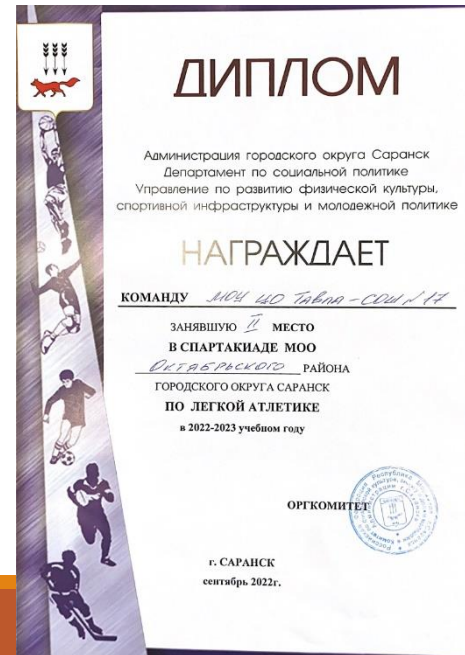 ДИПЛОМ
Администрация городского округа Саранск
Департамент по социальной политике
Управление по развитию физической культуры,
спортивной инфраструктуры и молодежной политике
НАГРАЖДАЕТ
КОМАНДУ МОУ ЦО ТАВЛА-СОШ № 17
ЗАНЯВШУЮ II МЕСТО
В СПАРТАКИАДЕ МОО
ОКТЯБРЬСКОГО РАЙОНА
ГОРОДСКОГО ОКРУГА САРАНСК
ПО ЛЕГКОЙ АТЛЕТИКЕ
в 2022-2023 учебном году
ОРГКОМИТЕТ
г. САРАНСК
сентябрь 2022г.